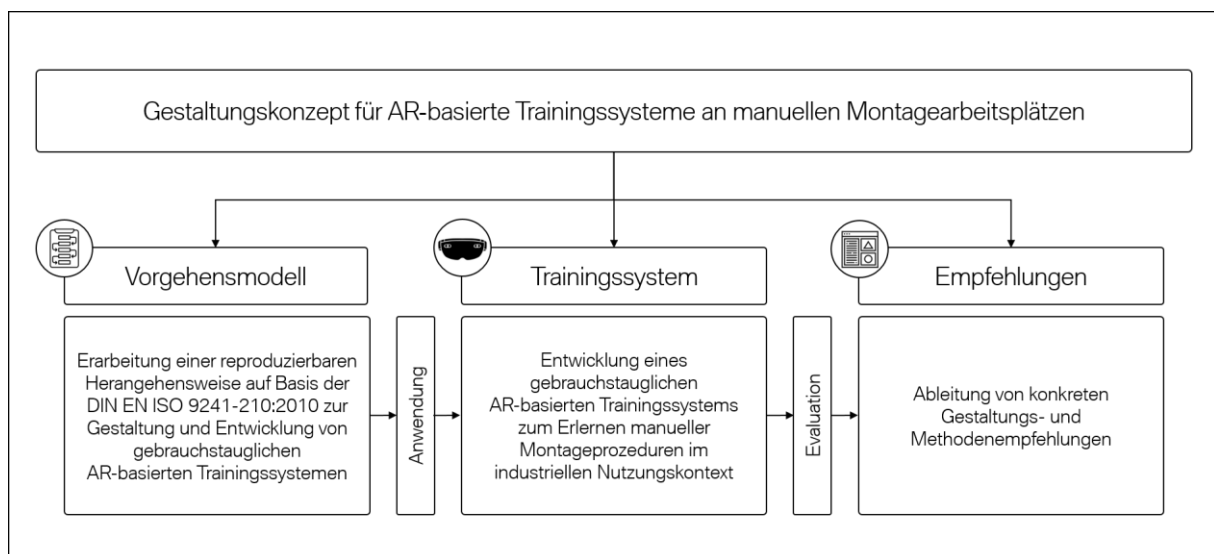 Gestaltungskonzept für AR-basierte Trainingssysteme an manuellen Montagearbeitsplätzen
Vorgehensmodell
Erarbeitung einer reproduzierbaren
Herangehensweise auf Basis der
DIN EN ISO 9241-210:2010 zur
Gestaltung und Entwicklung von
gebrauchstauglichen
AR-basierten Trainingssystemen
Anwendung
Trainingssystem
Entwicklung eines
gebrauchstauglichen
AR-basierten Trainingssystems
zum Erlernen manueller
Montageprozeduren im
industriellen Nutzungskontext
Evaluation
Empfehlungen
Ableitung von konkreten
Gestaltungs- und
Methodenempfehlungen